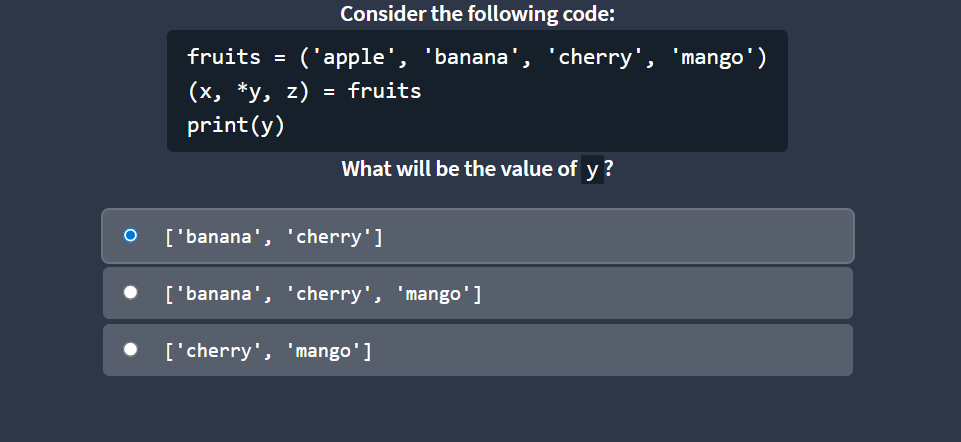 Consider the following code:
fruits = ('apple', 'banana', 'cherry', 'mango')
(x, *y, z) = fruits
print(y)
What will be the value of y?
['banana', 'cherry']
['banana', 'cherry', 'mango']
['cherry', 'mango']